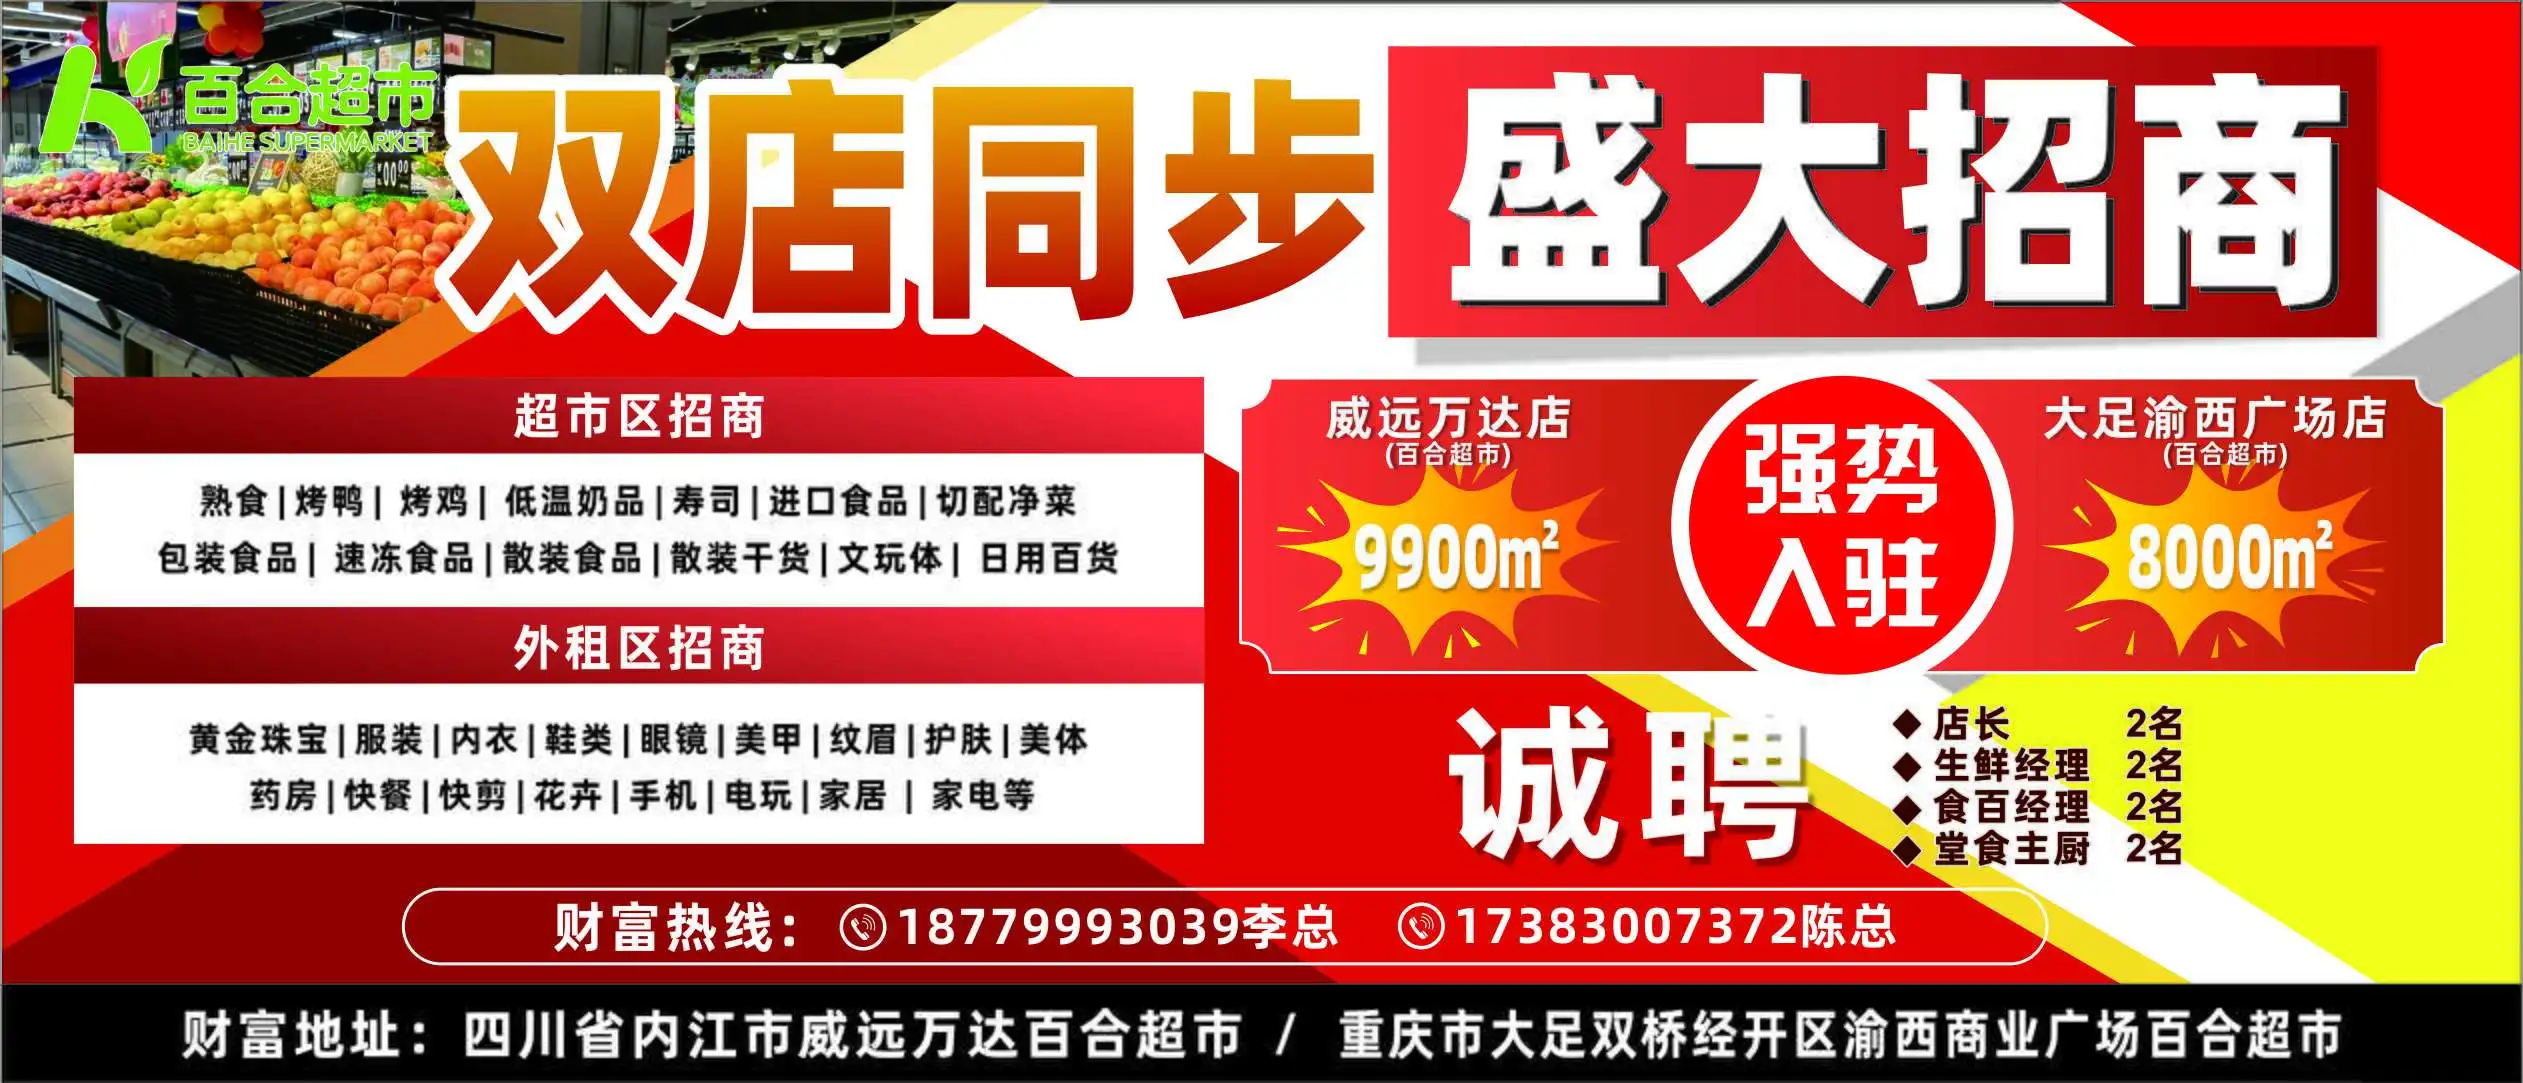 百合超市
BAIHE SUPERMARKET
双店同步 盛大招商
超市区招商
熟食|烤鸭| 烤鸡| 低温奶品|寿司|进口食品|切配净菜
包装食品| 速冻食品|散装食品|散装干货|文玩体| 日用百货
外租区招商
黄金珠宝|服装|内衣|鞋类|眼镜|美甲|纹眉|护肤|美体
药房|快餐|快剪|花卉|手机|电玩|家居 | 家电等
威远万达店
(百合超市)
9900m²
强势
入驻
大足渝西广场店
(百合超市)
8000m²
诚聘
◆店长 2名
◆生鲜经理 2名
◆食百经理 2名
◆堂食主厨 2名
财富热线: 18779993039李总 17383007372陈总
财富地址: 四川省内江市威远万达百合超市 / 重庆市大足双桥经开区渝西商业广场百合超市